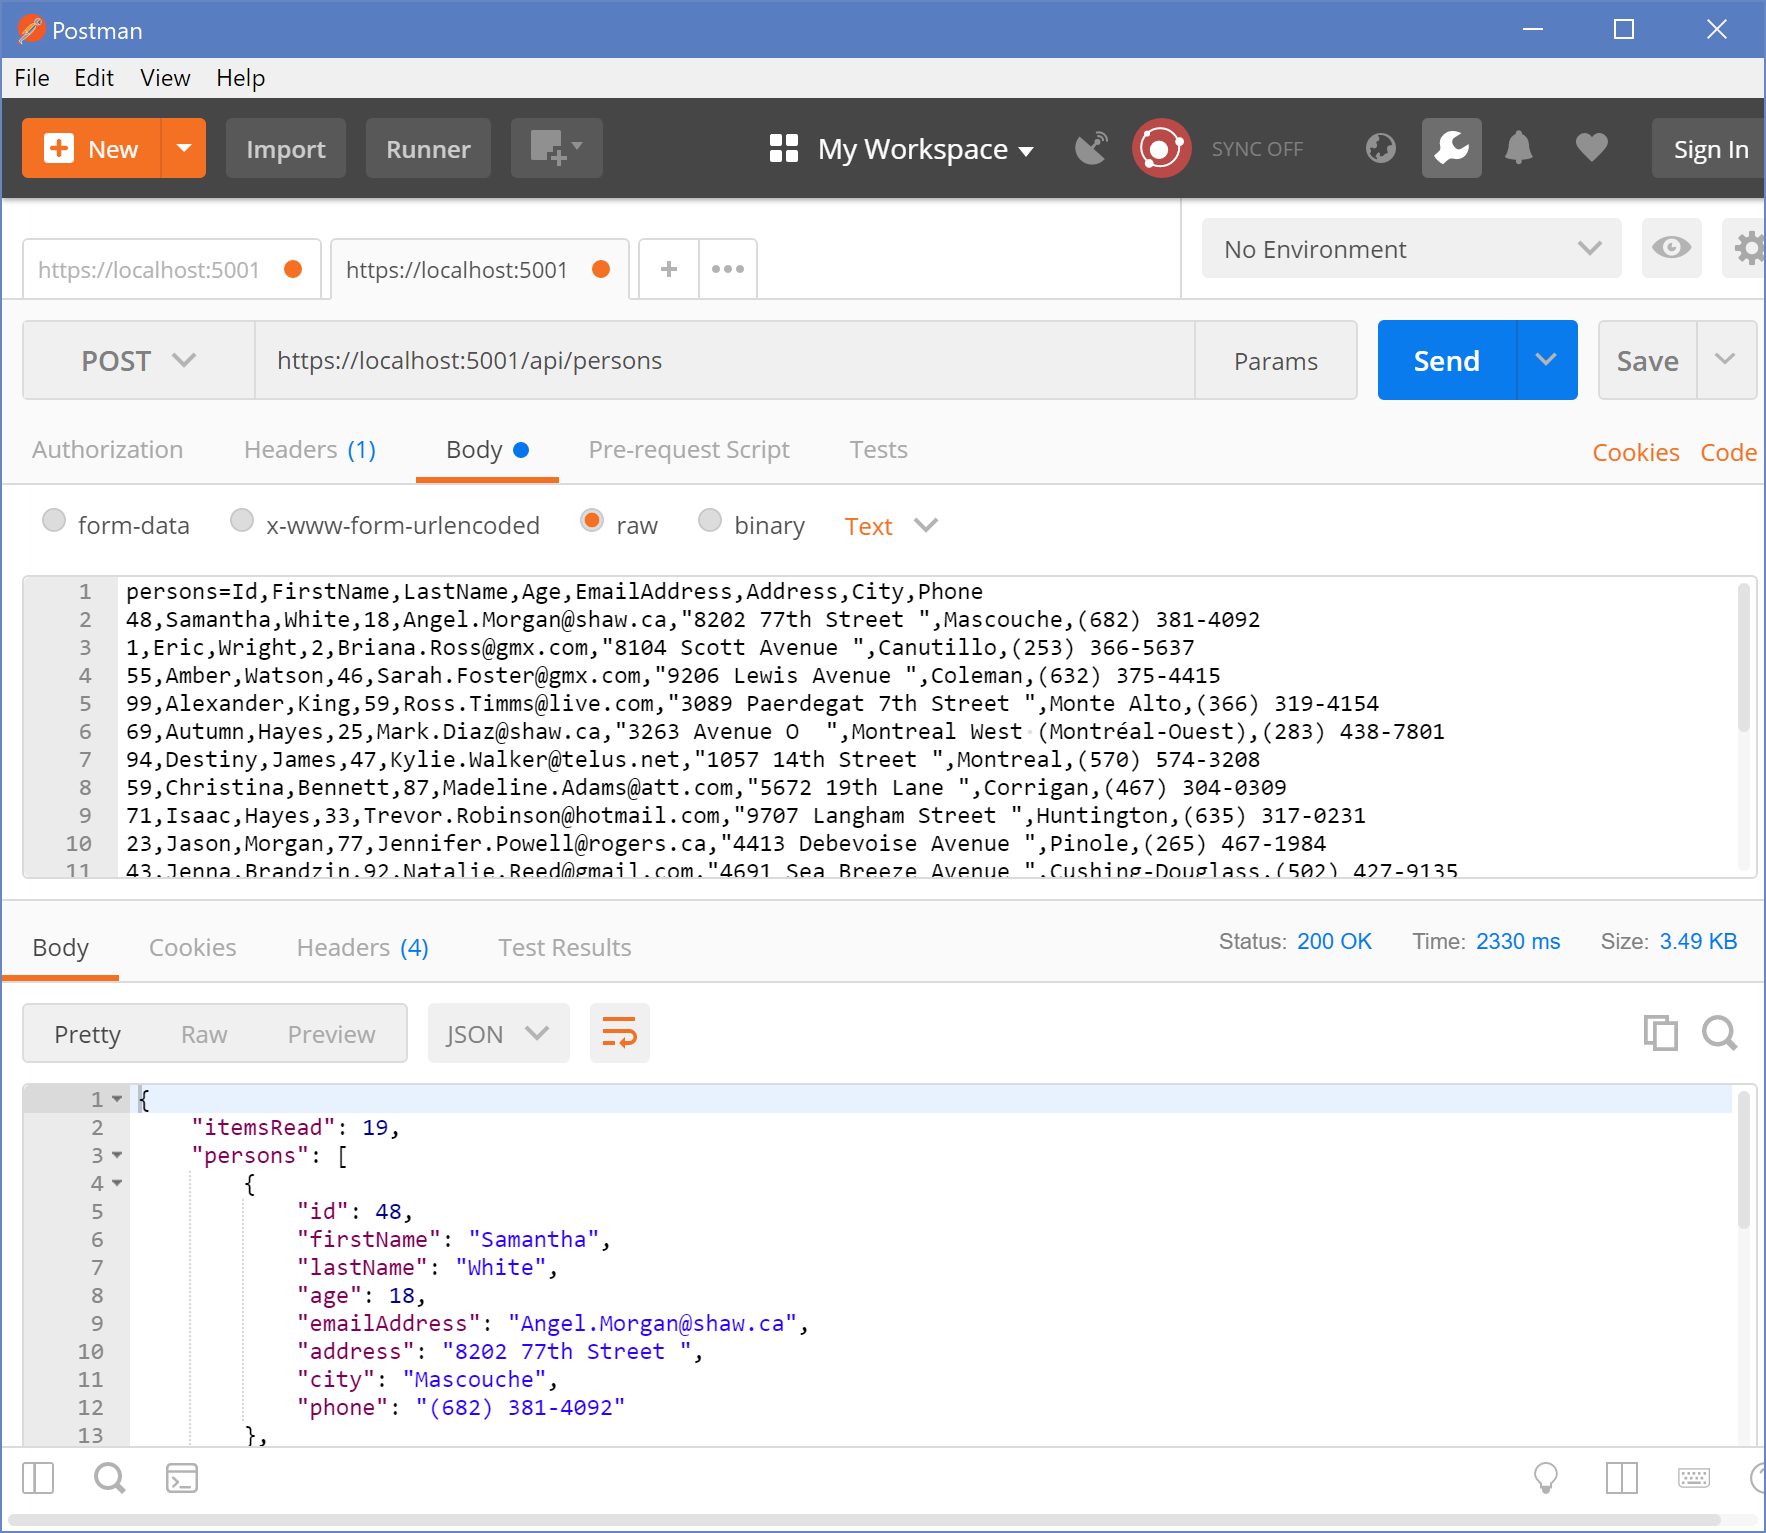 Postman
File Edit View Help
New Import Runner My Workspace SYNC OFF Sign In
https://localhost:5001 https://localhost:5001 No Environment
POST https://localhost:5001/api/persons Params Send Save
Authorization Headers (1) Body Pre-request Script Tests Cookies Code
form-data x-www-form-urlencoded raw binary Text
1 persons=Id,FirstName,LastName,Age,EmailAddress,Address,City,Phone
2 48,Samantha,White,18,Angel.Morgan@shaw.ca,"8202 77th Street ",Mascouche,(682) 381-4092
3 1,Eric,Wright,2,Briana.Ross@gmx.com,"8104 Scott Avenue ",Canutillo,(253) 366-5637
4 55,Amber,Watson,46,Sarah.Foster@gmx.com,"9206 Lewis Avenue ",Coleman,(632) 375-4415
5 99,Alexander,King,59,Ross.Timms@live.com,"3089 Paerdegat 7th Street ",Monte Alto,(366) 319-4154
6 69,Autumn,Hayes,25,Mark.Diaz@shaw.ca,"3263 Avenue O  ",Montreal West (Montréal-Ouest),(283) 438-7801
7 94,Destiny,James,47,Kylie.Walker@telus.net,"1057 14th Street ",Montreal,(570) 574-3208
8 59,Christina,Bennett,87,Madeline.Adams@att.com,"5672 19th Lane ",Corrigan,(467) 304-0309
9 71,Isaac,Hayes,33,Trevor.Robinson@hotmail.com,"9707 Langham Street ",Huntington,(635) 317-0231
10 23,Jason,Morgan,77,Jennifer.Powell@rogers.ca,"4413 Debevoise Avenue ",Pinole,(265) 467-1984
11 43,Jenna,Brandzin,92,Natalie.Reed@gmail.com,"4691 Sea Breeze Avenue ",Cushing-Douglass,(502) 427-9135
Body Cookies Headers (4) Test Results Status: 200 OK Time: 2330 ms Size: 3.49 KB
Pretty Raw Preview JSON
1 {
2 "itemsRead": 19,
3 "persons": [
4 {
5 "id": 48,
6 "firstName": "Samantha",
7 "lastName": "White",
8 "age": 18,
9 "emailAddress": "Angel.Morgan@shaw.ca",
10 "address": "8202 77th Street ",
11 "city": "Mascouche",
12 "phone": "(682) 381-4092"
13 },